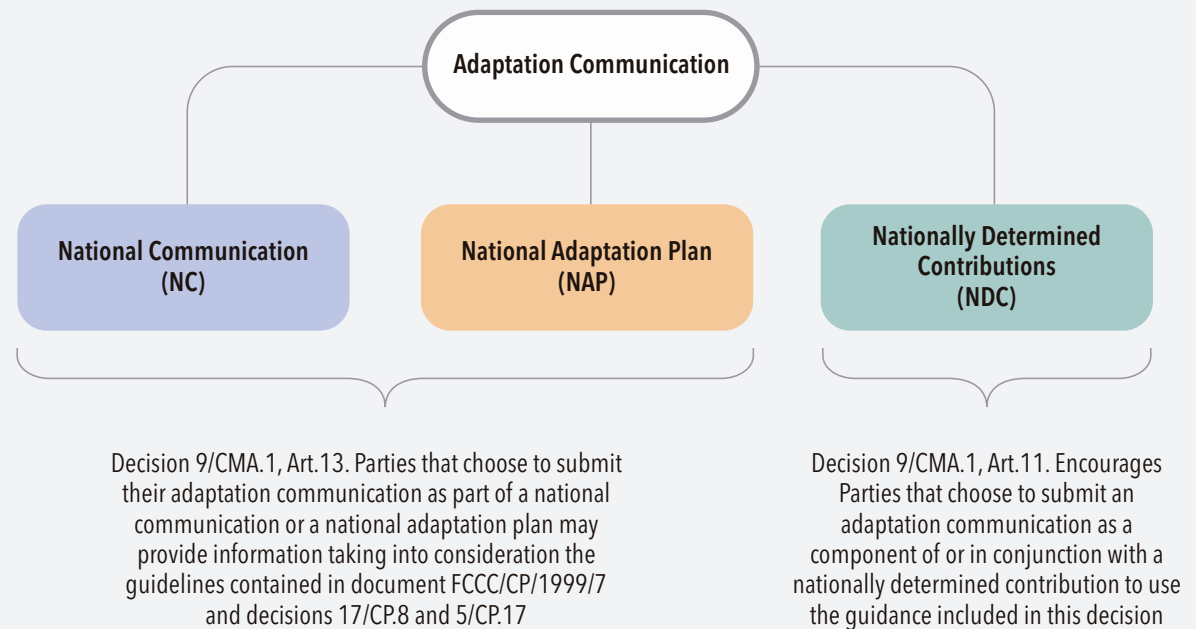 Adaptation Communication
National Communication
(NC)
National Adaptation Plan
(NAP)
Nationally Determined
Contributions
(NDC)
Decision 9/CMA.1, Art.13. Parties that choose to submit
their adaptation communication as part of a national
communication or a national adaptation plan may
provide information taking into consideration the
guidelines contained in document FCCC/CP/1999/7
and decisions 17/CP.8 and 5/CP.17
Decision 9/CMA.1, Art.11. Encourages
Parties that choose to submit an
adaptation communication as a
component of or in conjunction with a
nationally determined contribution to use
the guidance included in this decision